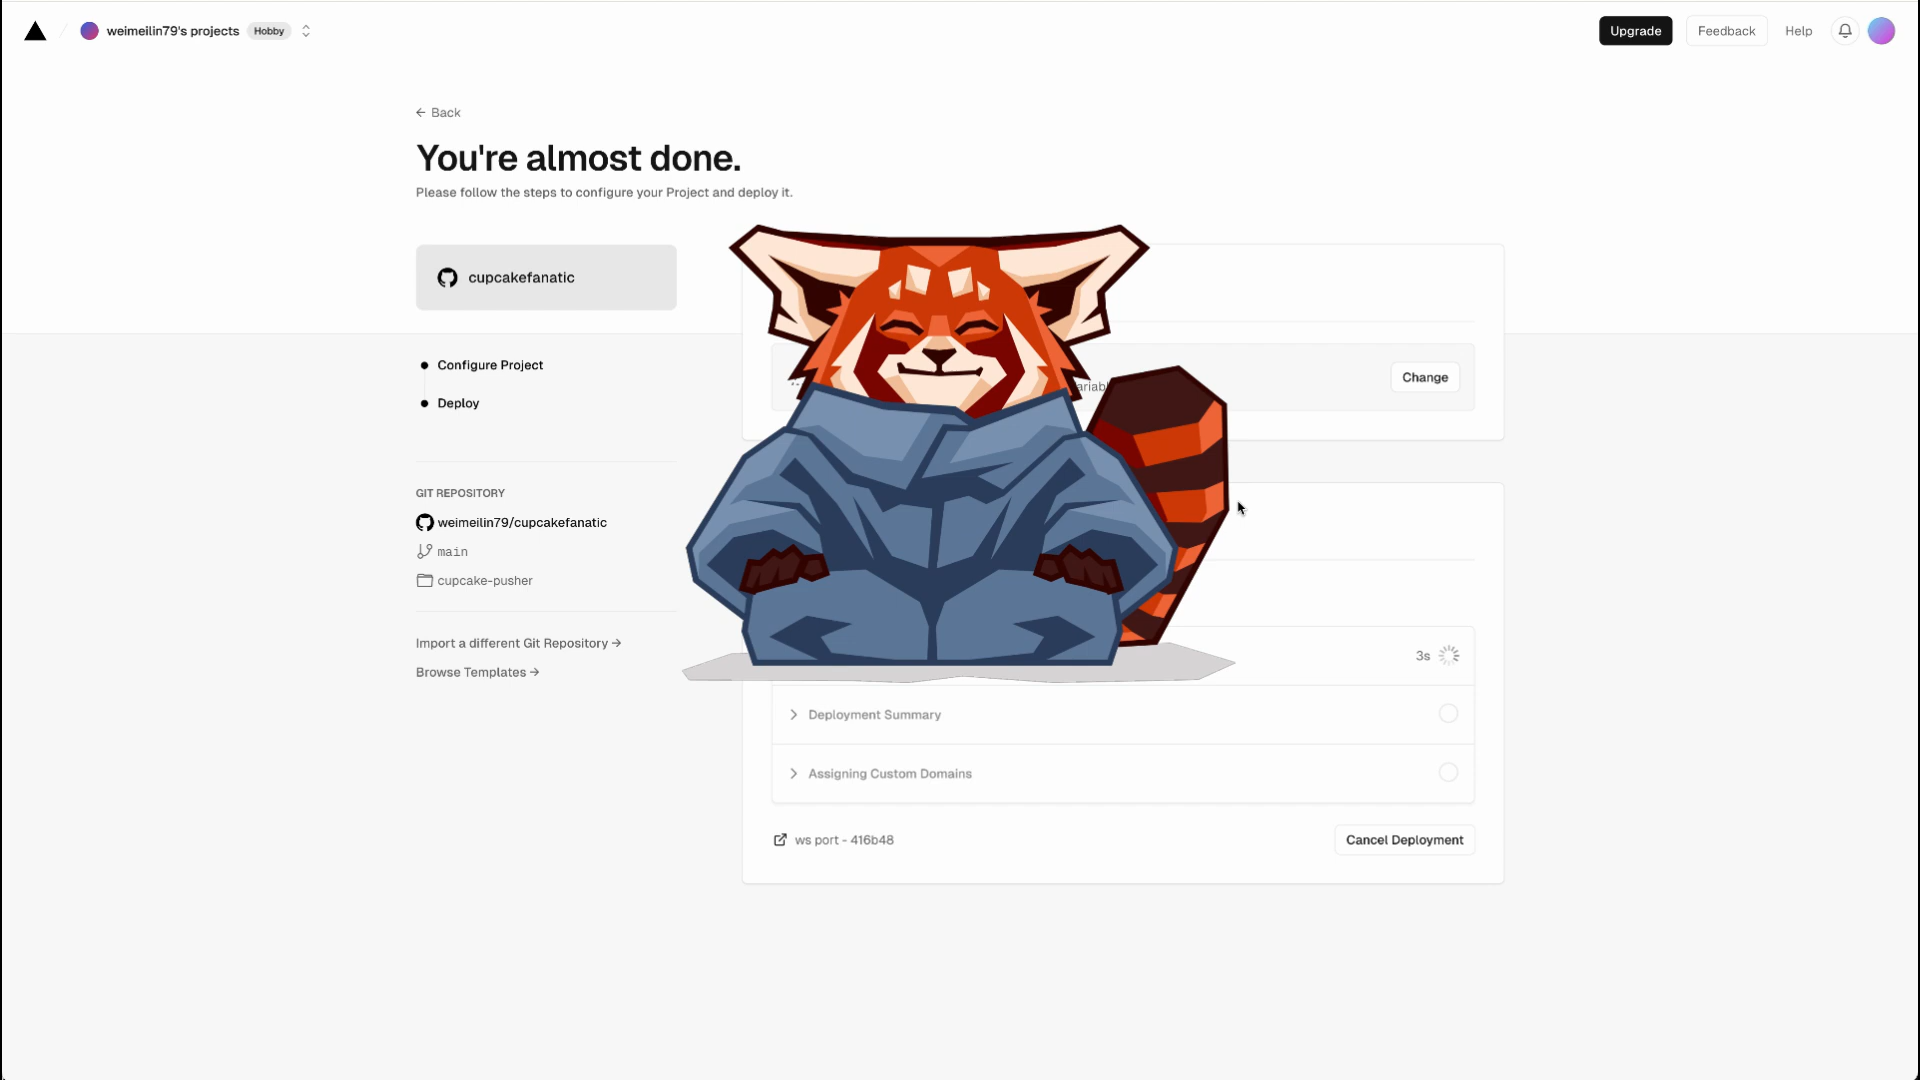 weimeilin79's projects Hobby
Upgrade Feedback Help
← Back
You're almost done.
Please follow the steps to configure your Project and deploy it.
cupcakefanatic
Configure Project
Deploy
Change
GIT REPOSITORY
weimeilin79/cupcakefanatic
main
cupcake-pusher
Import a different Git Repository →
Browse Templates →
3s
Deployment Summary
Assigning Custom Domains
ws port - 416b48
Cancel Deployment